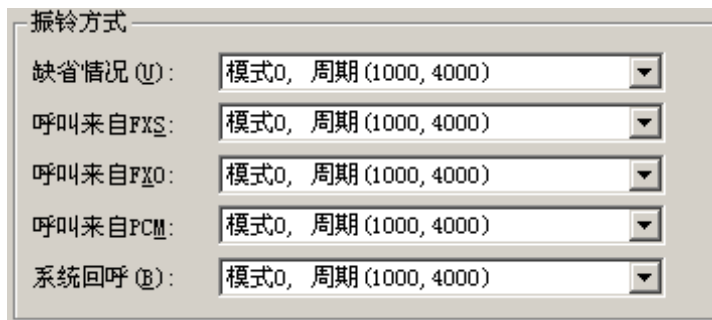 振铃方式
缺省情况(U): 模式0, 周期(1000,4000)
呼叫来自FXS: 模式0, 周期(1000,4000)
呼叫来自FXO: 模式0, 周期(1000,4000)
呼叫来自PCM: 模式0, 周期(1000,4000)
系统回呼(B): 模式0, 周期(1000,4000)